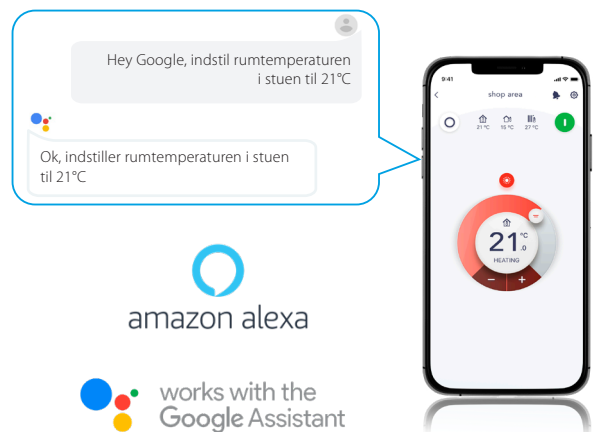 Hey Google, indstil rumtemperaturen
i stuen til 21°C
Ok, indstiller rumtemperaturen i stuen
til 21°C
amazon alexa
works with the
Google Assistant
9:41
shop area
21 °C 15 °C 27 °C
21.0 °C
HEATING
− +